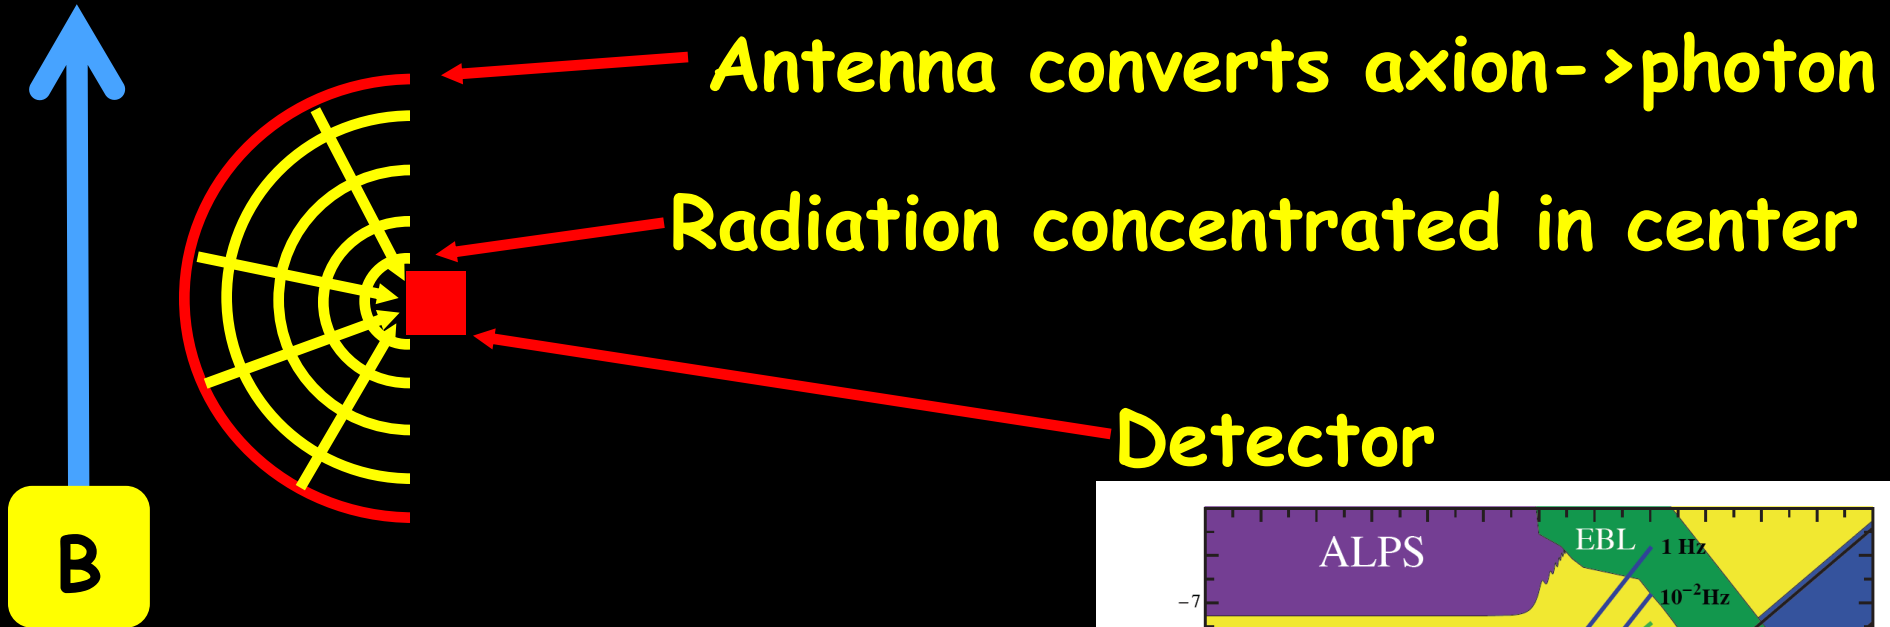 Antenna converts axion->photon
Radiation concentrated in center
Detector
B
ALPS
EBL
1 Hz
10⁻²Hz
-7